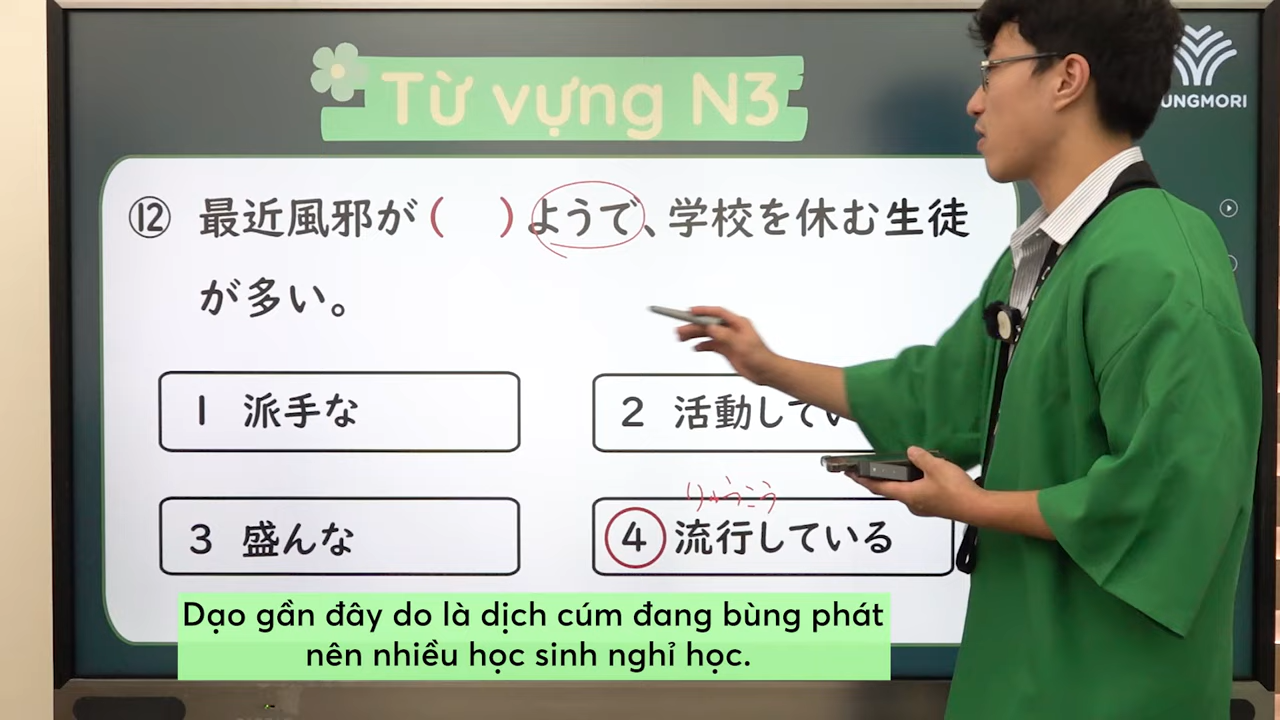 Từ vựng N3
UNGMORI
⑫ 最近風邪が( )ようで、学校を休む生徒
が多い。
1 派手な
2 活動してい
3 盛んな
りゅうこう
4 流行している
Dạo gần đây do là dịch cúm đang bùng phát
nên nhiều học sinh nghỉ học.